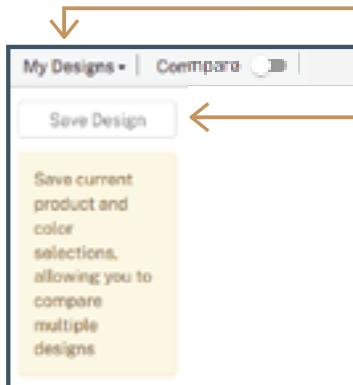 My Designs
Compare
Save Design
Save current
product and
color
selections,
allowing you to
compare
multiple
designs